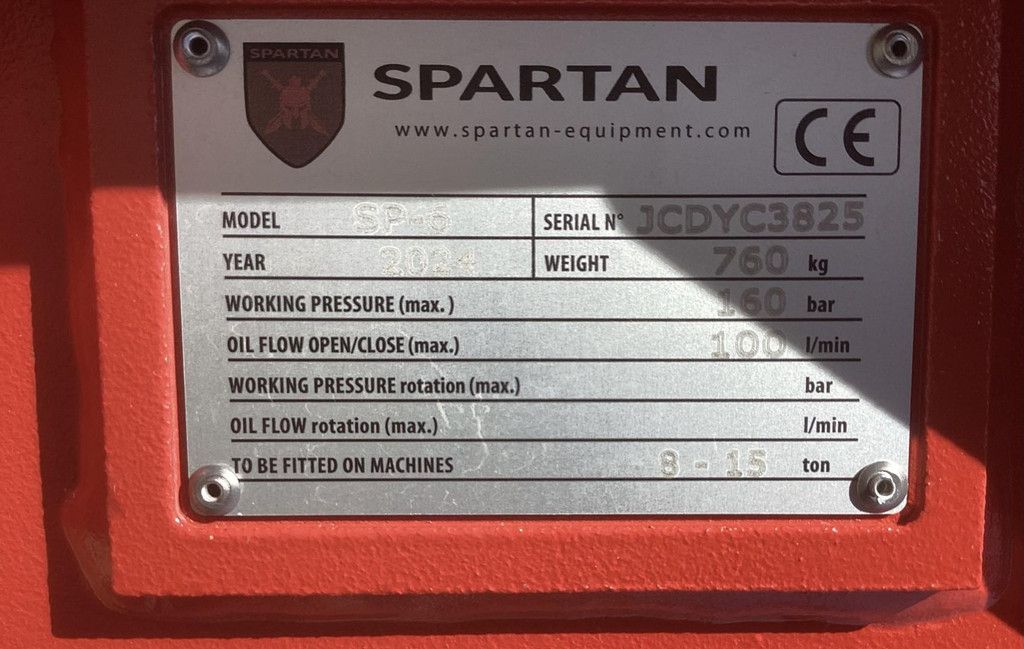 SPARTAN
SPARTAN
www.spartan-equipment.com
CE
MODEL SP-6 SERIAL N° JCDYC3825
YEAR 2024 WEIGHT 760 kg
WORKING PRESSURE (max. ) 160 bar
OIL FLOW OPEN/CLOSE (max.) 100 l/min
WORKING PRESSURE rotation (max.) bar
OIL FLOW rotation (max.) l/min
TO BE FITTED ON MACHINES 8 - 15 ton